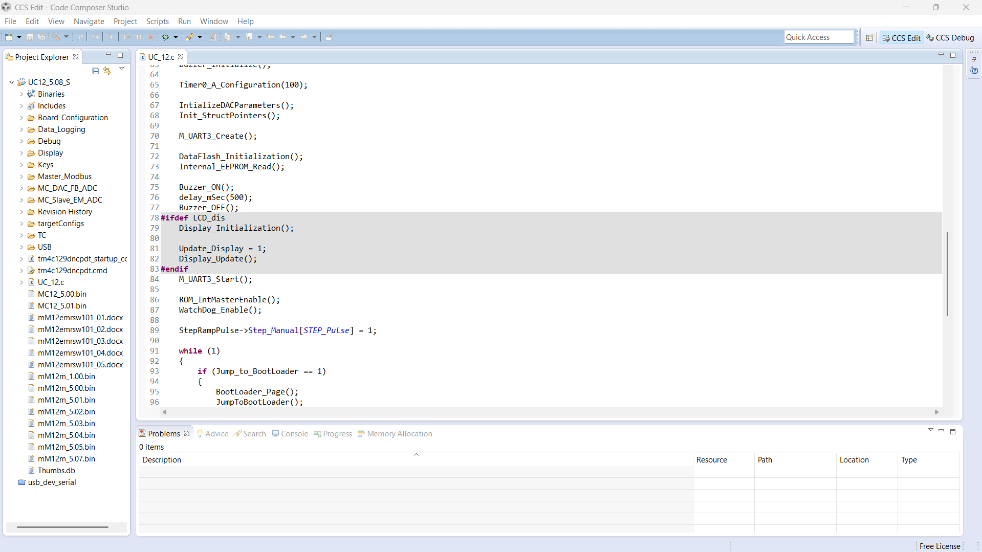 CCS Edit - Code Composer Studio
File Edit View Navigate Project Scripts Run Window Help
Quick Access
CCS Edit
CCS Debug
Project Explorer
UC12_5.08_S
Binaries
Includes
Board_Configuration
Data_Logging
Debug
Display
Keys
Master_Modbus
MC_DAC_FB_ADC
MC_Slave_EM_ADC
Revision History
targetConfigs
TC
USB
tm4c129dncpdt_startup_cc
tm4c129dncpdt.cmd
UC_12.c
MC12_5.00.bin
MC12_5.01.bin
mM12emrsw101_01.docx
mM12emrsw101_02.docx
mM12emrsw101_03.docx
mM12emrsw101_04.docx
mM12emrsw101_05.docx
mM12m_1.00.bin
mM12m_5.00.bin
mM12m_5.01.bin
mM12m_5.02.bin
mM12m_5.03.bin
mM12m_5.04.bin
mM12m_5.05.bin
mM12m_5.07.bin
Thumbs.db
usb_dev_serial
UC_12.c
63 Buzzer_Initialize();
64
65 Timer0_A_Configuration(100);
66
67 IntializeDACParameters();
68 Init_StructPointers();
69
70 M_UART3_Create();
71
72 DataFlash_Initialization();
73 Internal_EEPROM_Read();
74
75 Buzzer_ON();
76 delay_mSec(500);
77 Buzzer_OFF();
78 #ifdef LCD_dis
79 Display_Initialization();
80
81 Update_Display = 1;
82 Display_Update();
83 #endif
84 M_UART3_Start();
85
86 ROM_IntMasterEnable();
87 WatchDog_Enable();
88
89 StepRampPulse->Step_Manual[STEP_Pulse] = 1;
90
91 while (1)
92 {
93 if (Jump_to_BootLoader == 1)
94 {
95 BootLoader_Page();
96 JumpToBootLoader();
Problems Advice Search Console Progress Memory Allocation
0 items
Description Resource Path Location Type
Free License